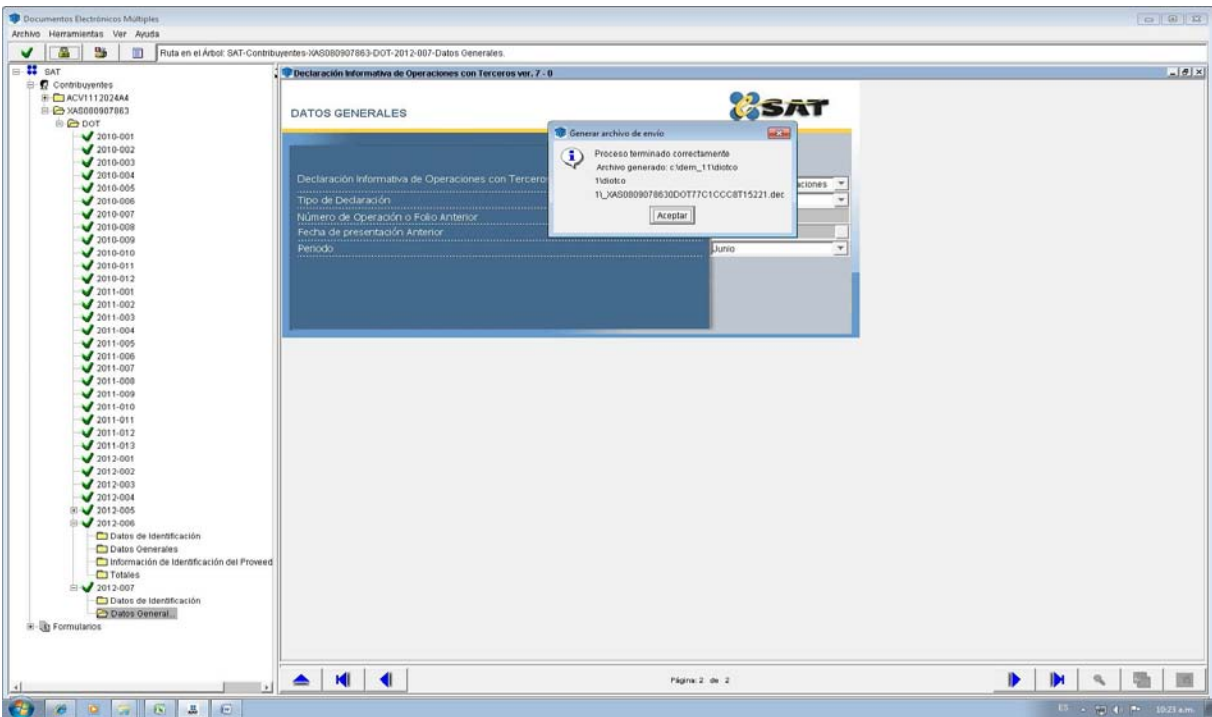 Documentos Electrónicos Múltiples
Archivo Herramientas Ver Ayuda
Ruta en el Árbol: SAT-Contribuyentes-XAS080907863-DOT-2012-007-Datos Generales.
SAT
Contribuyentes
ACV1112024A4
XAS080907863
DOT
2010-001
2010-002
2010-003
2010-004
2010-005
2010-006
2010-007
2010-008
2010-009
2010-010
2010-011
2010-012
2011-001
2011-002
2011-003
2011-004
2011-005
2011-006
2011-007
2011-008
2011-009
2011-010
2011-011
2011-012
2011-013
2012-001
2012-002
2012-003
2012-004
2012-005
2012-006
Datos de Identificación
Datos Generales
Información de Identificación del Proveed
Totales
2012-007
Datos de Identificación
Datos General...
Formularios
Declaración Informativa de Operaciones con Terceros ver. 7 - 0
DATOS GENERALES
SAT
Declaración Informativa de Operaciones con Terceros
aciones
Tipo de Declaración
Número de Operación o Folio Anterior
Fecha de presentación Anterior
Periodo
Junio
Generar archivo de envío
Proceso terminado correctamente
Archivo generado: c:\dem_11\diotco
1\diotco
1\_XAS0809078630DOT77C1CCC8T15221.dec
Aceptar
Página: 2 de 2
ES
10:23 a.m.